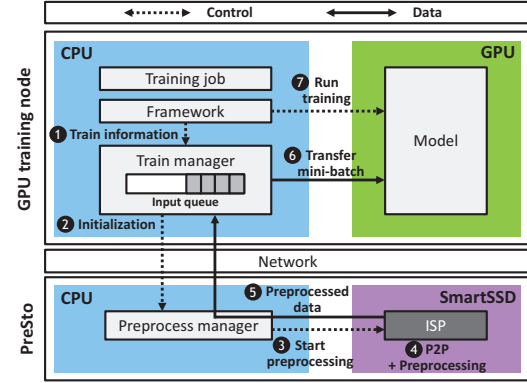 Control
Data
GPU training node
CPU
GPU
Training job
Framework
7 Run
training
1 Train information
Train manager
Input queue
6 Transfer
mini-batch
Model
2 Initialization
Network
PreSto
CPU
SmartSSD
5 Preprocessed
data
Preprocess manager
ISP
3 Start
preprocessing
4 P2P
+ Preprocessing